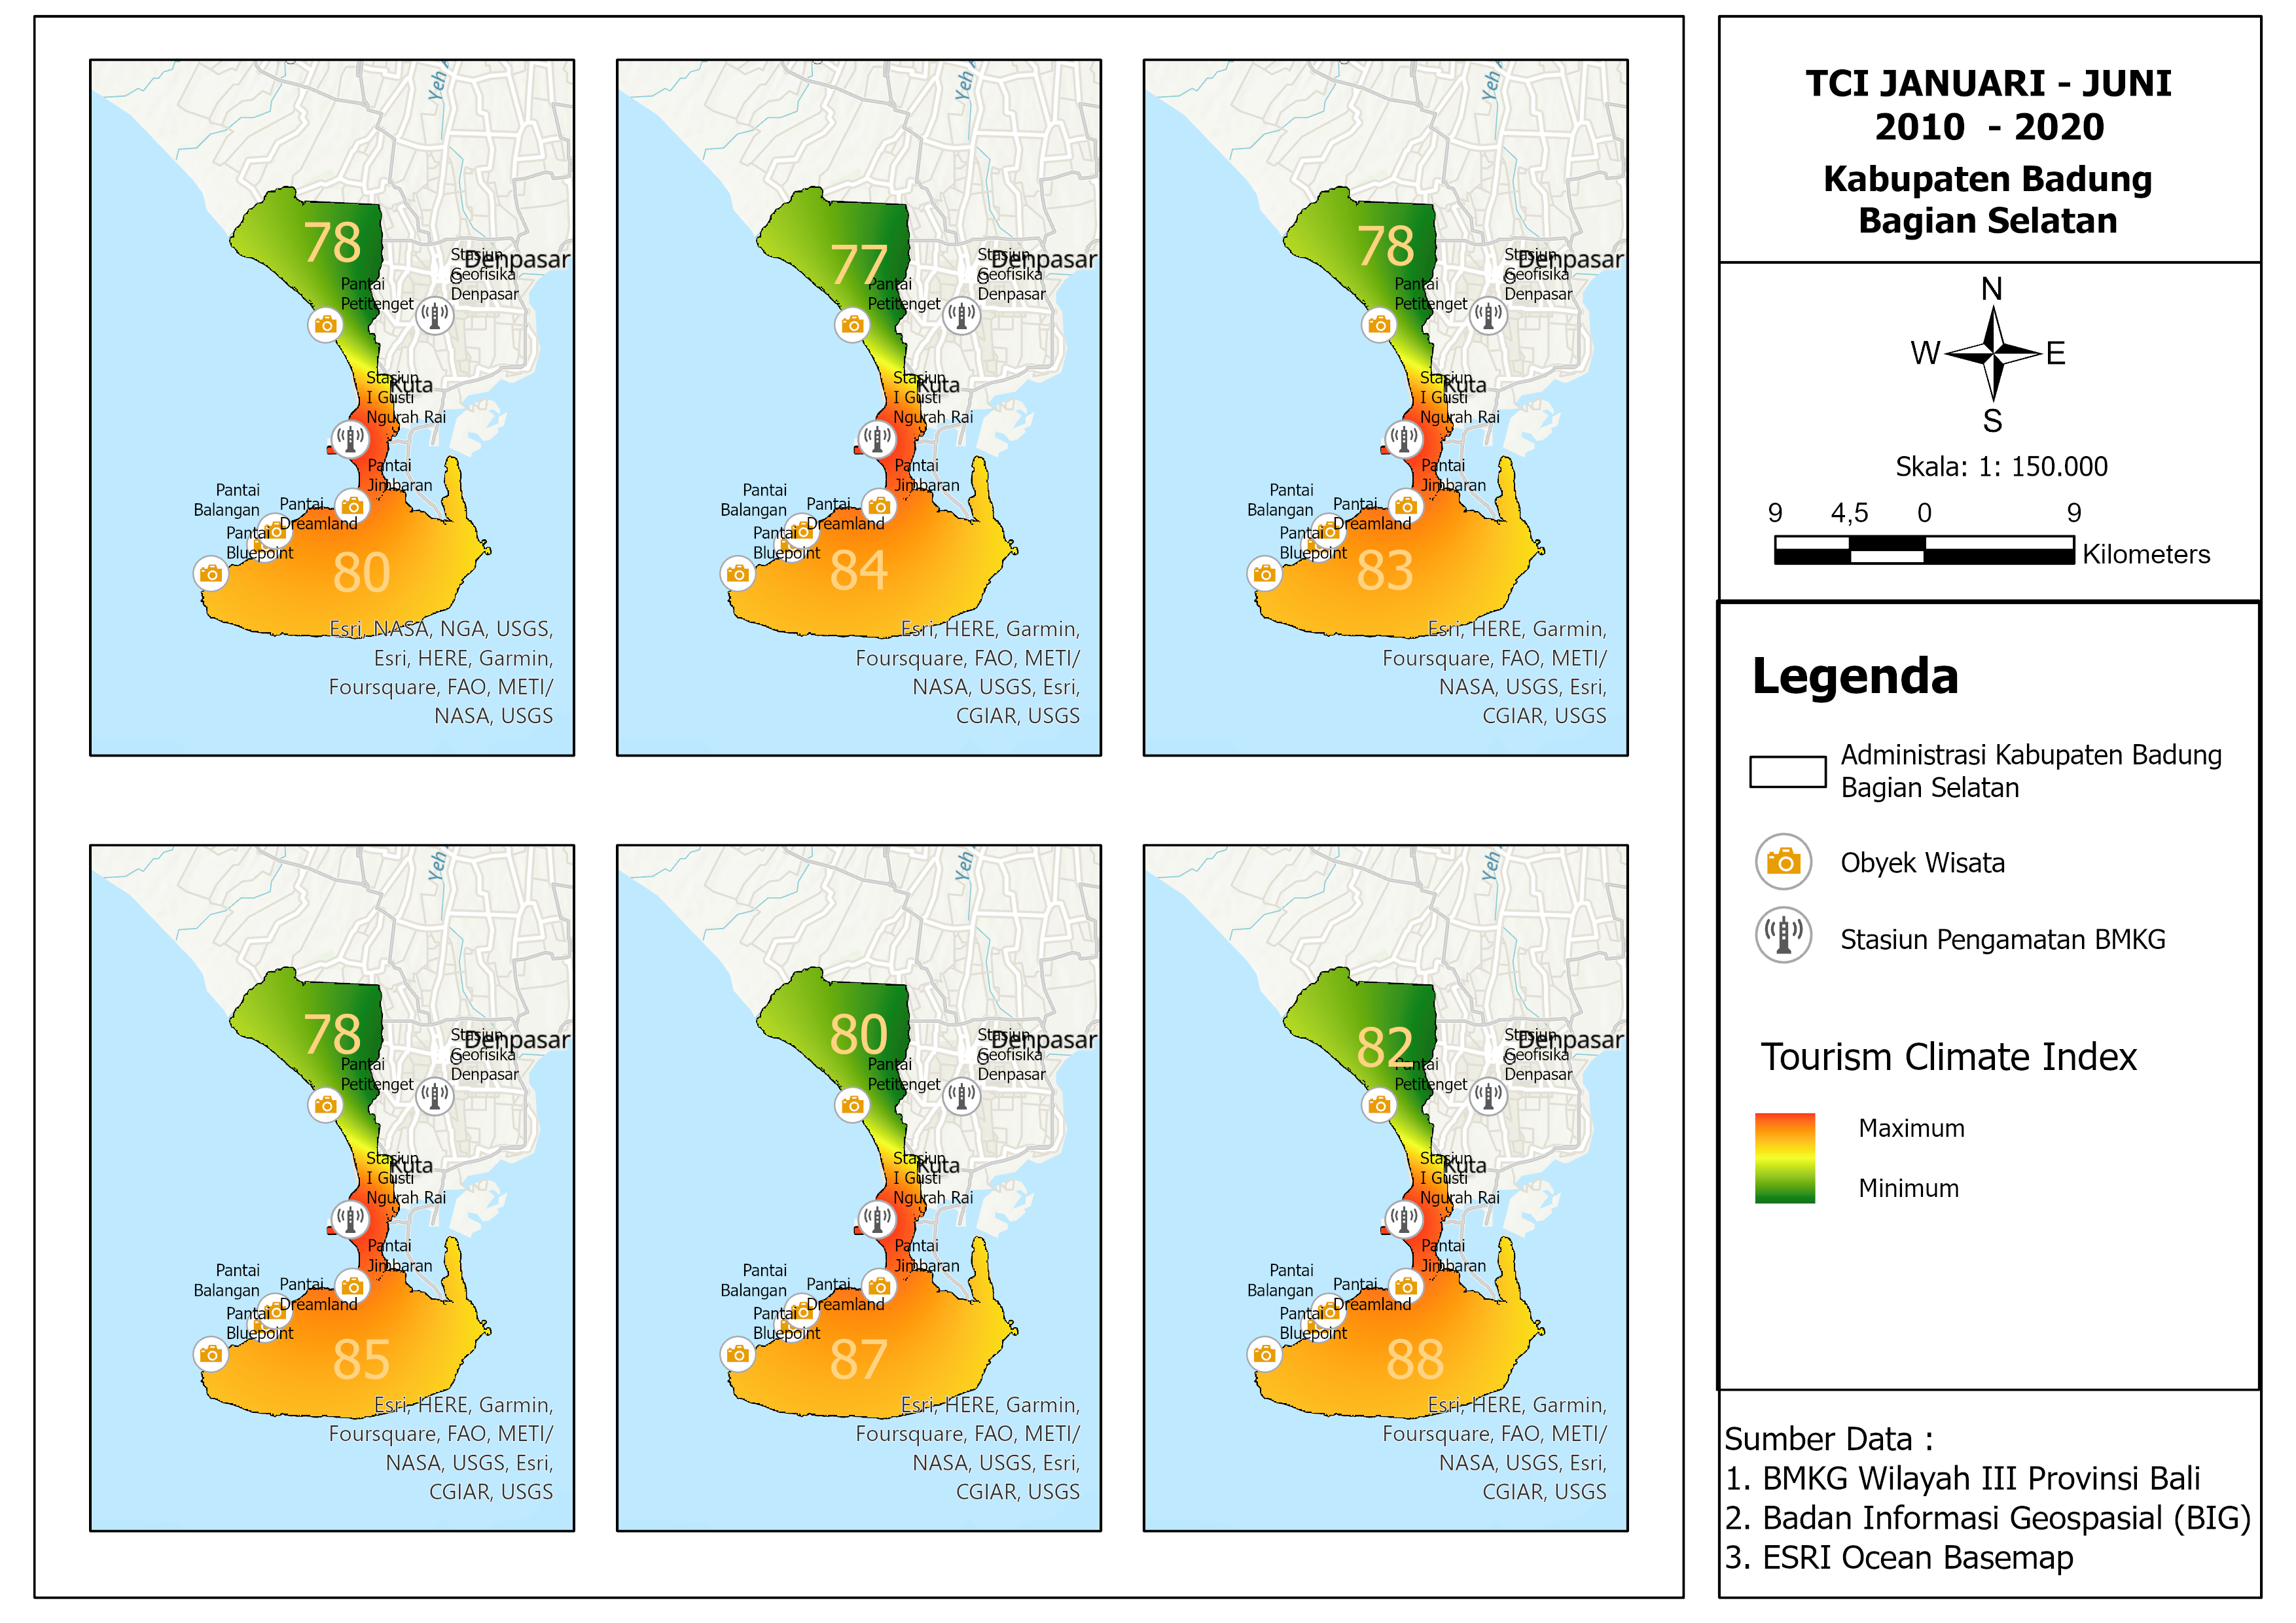 Yeh
78
Stasiun
Denpasar
Geofisika
Denpasar
Pantai
Petitenget
Stasiun
Kuta
I Gusti
Ngurah Rai
Pantai
Jimbaran
Pantai
Balangan
Pantai
Dreamland
Pantai
Bluepoint
80
Esri, NASA, NGA, USGS,
Esri, HERE, Garmin,
Foursquare, FAO, METI/
NASA, USGS
Yeh
77
Stasiun
Denpasar
Geofisika
Denpasar
Pantai
Petitenget
Stasiun
Kuta
I Gusti
Ngurah Rai
Pantai
Jimbaran
Pantai
Balangan
Pantai
Dreamland
Pantai
Bluepoint
84
Esri, HERE, Garmin,
Foursquare, FAO, METI/
NASA, USGS, Esri,
CGIAR, USGS
Yeh
78
Stasiun
Denpasar
Geofisika
Denpasar
Pantai
Petitenget
Stasiun
Kuta
I Gusti
Ngurah Rai
Pantai
Jimbaran
Pantai
Balangan
Pantai
Dreamland
Pantai
Bluepoint
83
Esri, HERE, Garmin,
Foursquare, FAO, METI/
NASA, USGS, Esri,
CGIAR, USGS
Yeh
78
Stasiun
Denpasar
Geofisika
Denpasar
Pantai
Petitenget
Stasiun
Kuta
I Gusti
Ngurah Rai
Pantai
Jimbaran
Pantai
Balangan
Pantai
Dreamland
Pantai
Bluepoint
85
Esri, HERE, Garmin,
Foursquare, FAO, METI/
NASA, USGS, Esri,
CGIAR, USGS
Yeh
80
Stasiun
Denpasar
Geofisika
Denpasar
Pantai
Petitenget
Stasiun
Kuta
I Gusti
Ngurah Rai
Pantai
Jimbaran
Pantai
Balangan
Pantai
Dreamland
Pantai
Bluepoint
87
Esri, HERE, Garmin,
Foursquare, FAO, METI/
NASA, USGS, Esri,
CGIAR, USGS
Yeh
82
Stasiun
Denpasar
Geofisika
Denpasar
Pantai
Petitenget
Stasiun
Kuta
I Gusti
Ngurah Rai
Pantai
Jimbaran
Pantai
Balangan
Pantai
Dreamland
Pantai
Bluepoint
88
Esri, HERE, Garmin,
Foursquare, FAO, METI/
NASA, USGS, Esri,
CGIAR, USGS
TCI JANUARI - JUNI
2010 - 2020
Kabupaten Badung
Bagian Selatan
N
W E
S
Skala: 1: 150.000
9 4,5 0 9
Kilometers
Legenda
Administrasi Kabupaten Badung
Bagian Selatan
Obyek Wisata
Stasiun Pengamatan BMKG
Tourism Climate Index
Maximum
Minimum
Sumber Data :
1. BMKG Wilayah III Provinsi Bali
2. Badan Informasi Geospasial (BIG)
3. ESRI Ocean Basemap